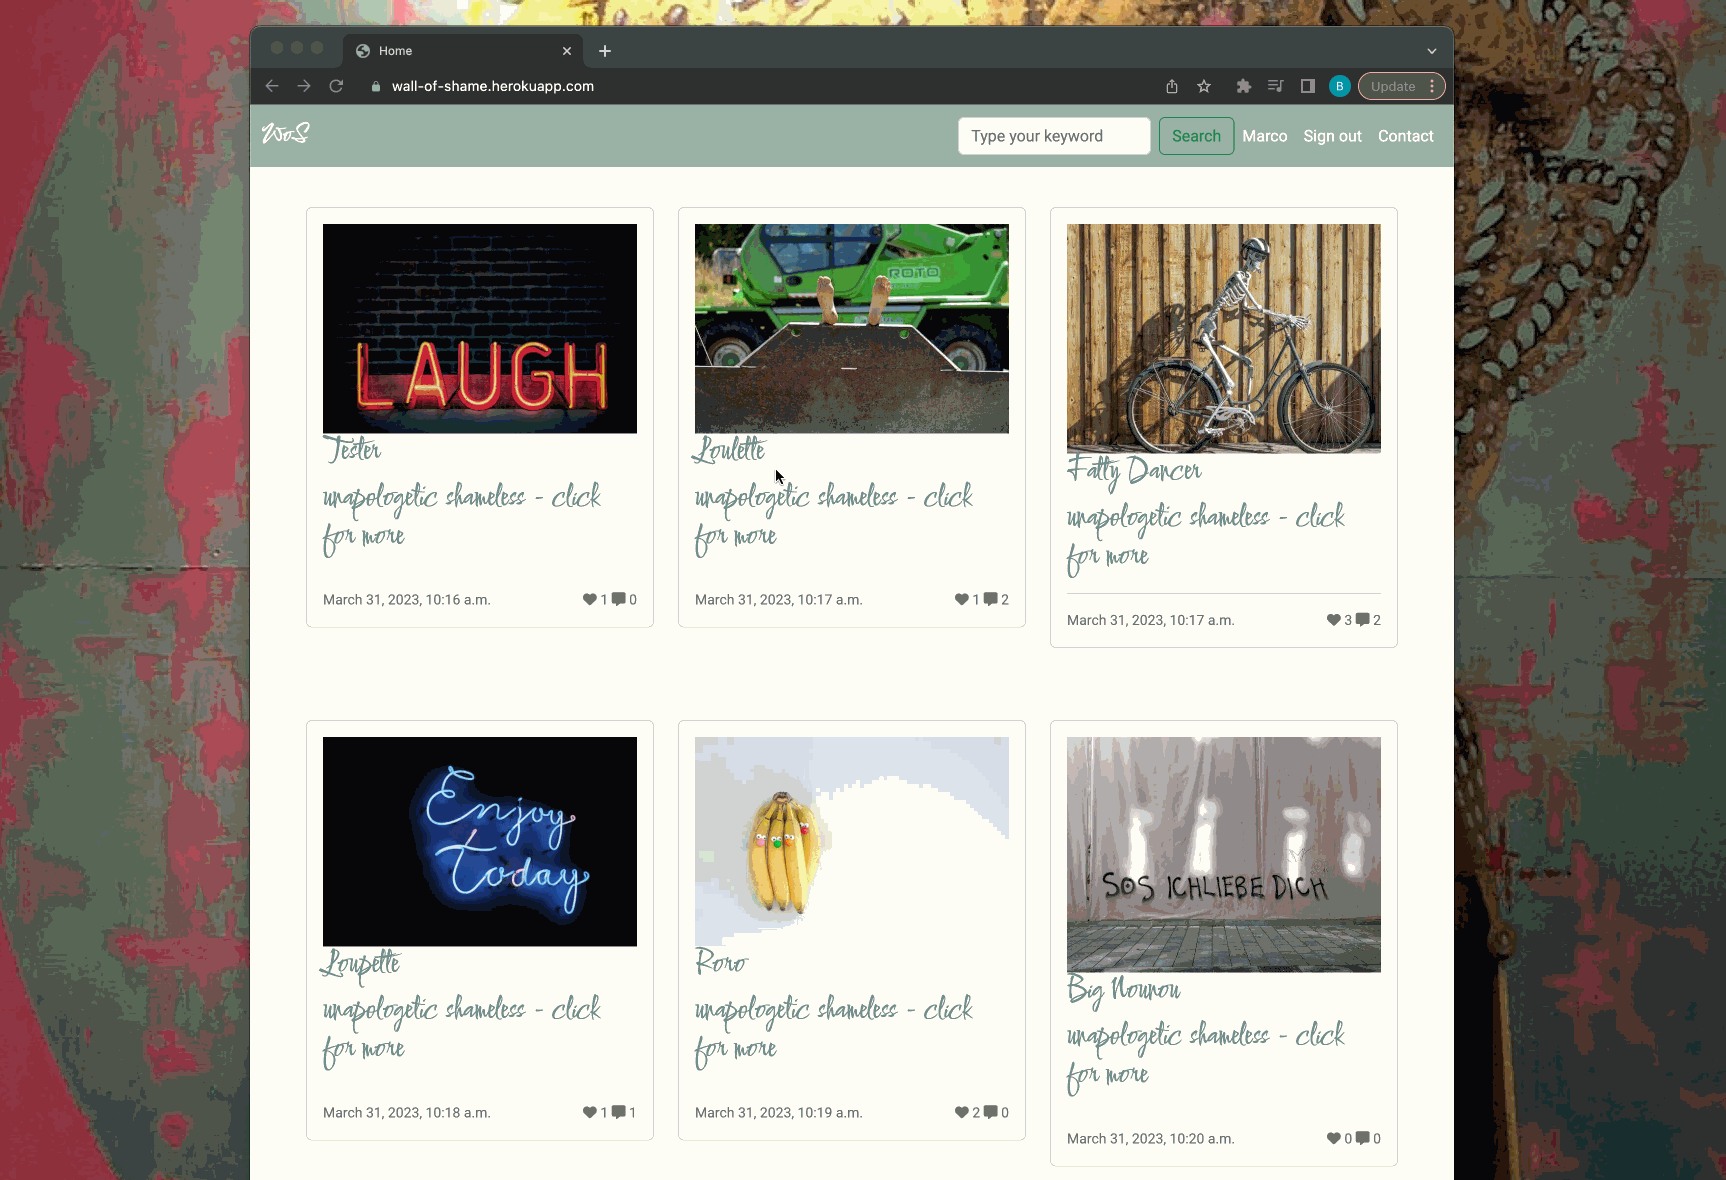 Home
wall-of-shame.herokuapp.com
B
Update
WoS
Type your keyword
Search
Marco
Sign out
Contact
LAUGH
Tester
unapologetic shameless - click
for more
March 31, 2023, 10:16 a.m.
1 0
ROTO
Loulette
unapologetic shameless - click
for more
March 31, 2023, 10:17 a.m.
1 2
Fatty Dancer
unapologetic shameless - click
for more
March 31, 2023, 10:17 a.m.
3 2
Enjoy
Today
Loupette
unapologetic shameless - click
for more
March 31, 2023, 10:18 a.m.
1 1
Roro
unapologetic shameless - click
for more
March 31, 2023, 10:19 a.m.
2 0
SOS ICH LIEBE DICH
Big Nounou
unapologetic shameless - click
for more
March 31, 2023, 10:20 a.m.
0 0